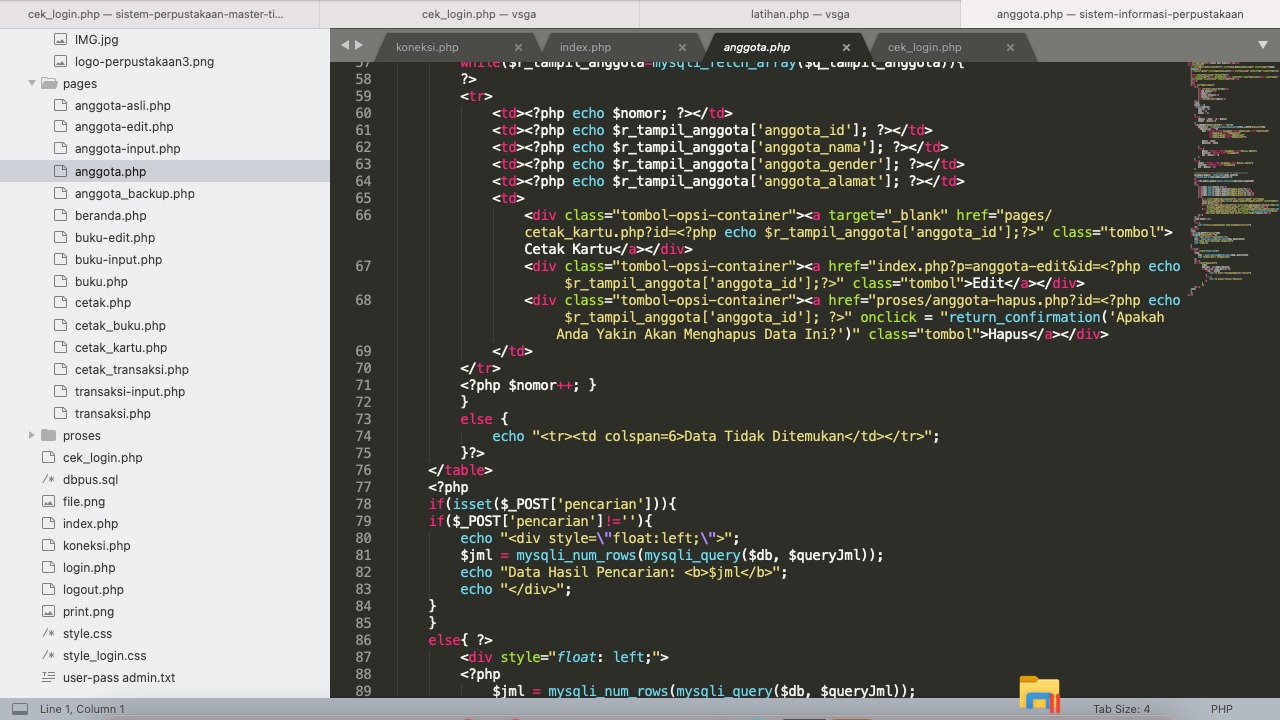 cek_login.php — sistem-perpustakaan-master-ti...
cek_login.php — vsga
latihan.php — vsga
anggota.php — sistem-informasi-perpustakaan
IMG.jpg
logo-perpustakaan3.png
pages
anggota-asli.php
anggota-edit.php
anggota-input.php
anggota.php
anggota_backup.php
beranda.php
buku-edit.php
buku-input.php
buku.php
cetak.php
cetak_buku.php
cetak_kartu.php
cetak_transaksi.php
transaksi-input.php
transaksi.php
proses
cek_login.php
dbpus.sql
file.png
index.php
koneksi.php
login.php
logout.php
print.png
style.css
style_login.css
user-pass admin.txt
koneksi.php ×
index.php ×
anggota.php ×
cek_login.php ×
57 while($r_tampil_anggota=mysqli_fetch_array($q_tampil_anggota)){
58 ?>
59 <tr>
60 <td><?php echo $nomor; ?></td>
61 <td><?php echo $r_tampil_anggota['anggota_id']; ?></td>
62 <td><?php echo $r_tampil_anggota['anggota_nama']; ?></td>
63 <td><?php echo $r_tampil_anggota['anggota_gender']; ?></td>
64 <td><?php echo $r_tampil_anggota['anggota_alamat']; ?></td>
65 <td>
66 <div class="tombol-opsi-container"><a target="_blank" href="pages/
cetak_kartu.php?id=<?php echo $r_tampil_anggota['anggota_id'];?>" class="tombol">
Cetak Kartu</a></div>
67 <div class="tombol-opsi-container"><a href="index.php?p=anggota-edit&id=<?php echo
$r_tampil_anggota['anggota_id'];?>" class="tombol">Edit</a></div>
68 <div class="tombol-opsi-container"><a href="proses/anggota-hapus.php?id=<?php echo
$r_tampil_anggota['anggota_id']; ?>" onclick = "return_confirmation('Apakah
Anda Yakin Akan Menghapus Data Ini?')" class="tombol">Hapus</a></div>
69 </td>
70 </tr>
71 <?php $nomor++; }
72 }
73 else {
74 echo "<tr><td colspan=6>Data Tidak Ditemukan</td></tr>";
75 }?>
76 </table>
77 <?php
78 if(isset($_POST['pencarian'])){
79 if($_POST['pencarian']!=''){
80 echo "<div style=\"float:left;\">";
81 $jml = mysqli_num_rows(mysqli_query($db, $queryJml));
82 echo "Data Hasil Pencarian: <b>$jml</b>";
83 echo "</div>";
84 }
85 }
86 else{ ?>
87 <div style="float: left;">
88 <?php
89 $jml = mysqli_num_rows(mysqli_query($db, $queryJml));
Line 1, Column 1
Tab Size: 4
PHP